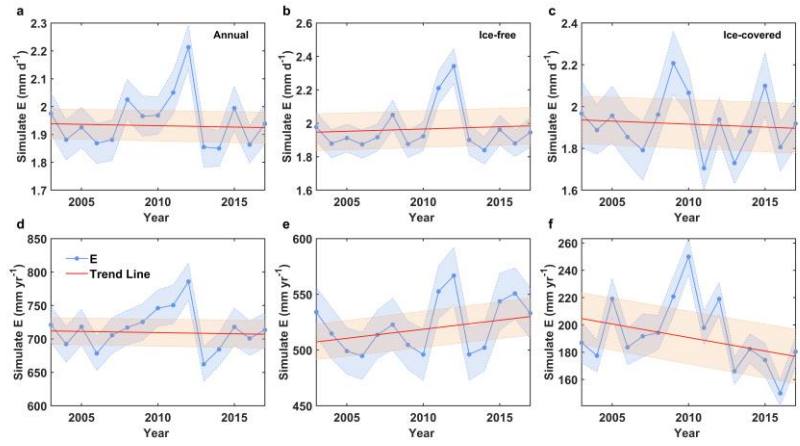 a
Annual
2.3
2.2
2.1
2
1.9
1.8
1.7
Simulate E (mm d-1)
2005
2010
2015
Year
b
Ice-free
2.6
2.4
2.2
2
1.8
1.6
Simulate E (mm d-1)
2005
2010
2015
Year
c
Ice-covered
2.4
2.2
2
1.8
1.6
Simulate E (mm d-1)
2005
2010
2015
Year
d
850
800
750
700
650
600
Simulate E (mm yr-1)
E
Trend Line
2005
2010
2015
Year
e
600
550
500
450
Simulate E (mm yr-1)
2005
2010
2015
Year
f
260
240
220
200
180
160
Simulate E (mm yr-1)
2005
2010
2015
Year